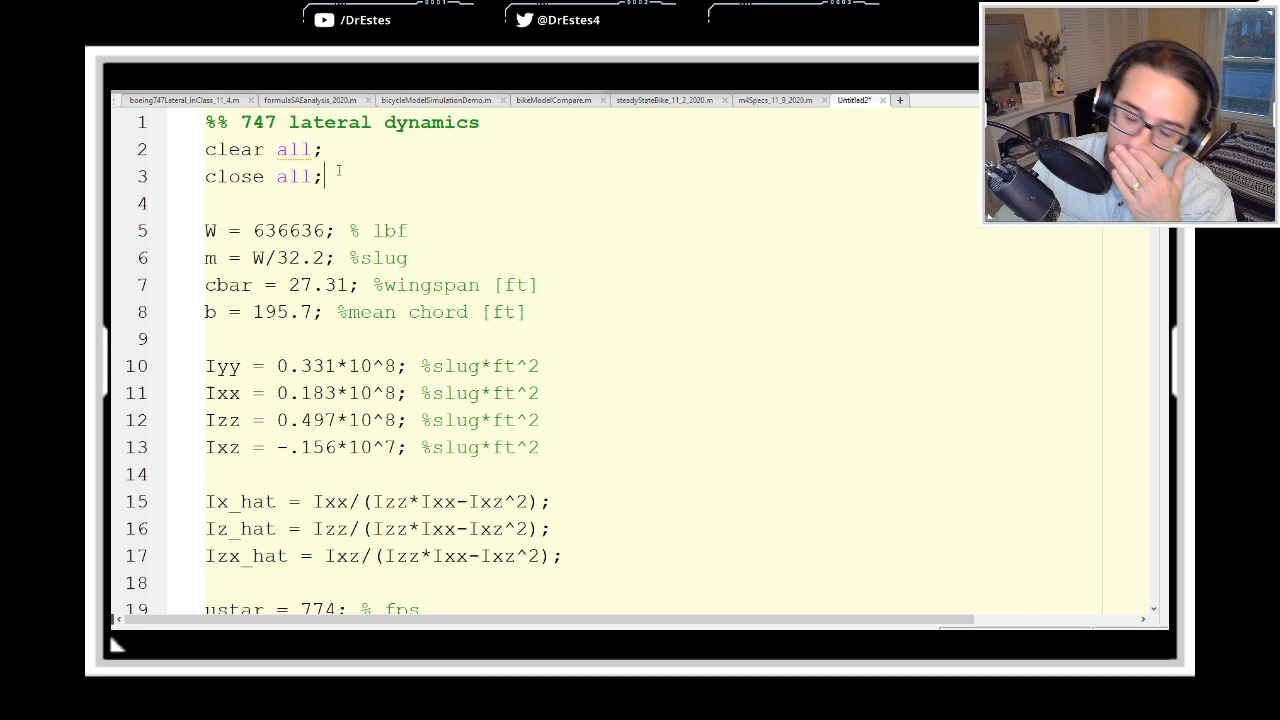 0001
0002
0003
/DrEstes
@DrEstes4
boeing747Lateral_inClass_11_4.m
formulaSAEanalysis_2020.m
bicycleModelSimulationDemo.m
bikeModelCompare.m
steadyStateBike_11_2_2020.m
m4Specs_11_9_2020.m
Untitled2*
1 %% 747 lateral dynamics
2 clear all;
3 close all;
4
5 W = 636636; % lbf
6 m = W/32.2; %slug
7 cbar = 27.31; %wingspan [ft]
8 b = 195.7; %mean chord [ft]
9
10 Iyy = 0.331*10^8; %slug*ft^2
11 Ixx = 0.183*10^8; %slug*ft^2
12 Izz = 0.497*10^8; %slug*ft^2
13 Ixz = -.156*10^7; %slug*ft^2
14
15 Ix_hat = Ixx/(Izz*Ixx-Ixz^2);
16 Iz_hat = Izz/(Izz*Ixx-Ixz^2);
17 Izx_hat = Ixz/(Izz*Ixx-Ixz^2);
18
19 ustar = 774; % fps